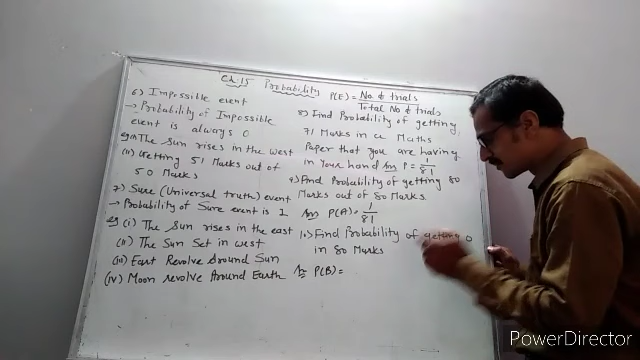 Ch:15 Probability P(E) = No. of trials
Total No of trials
6) Impossible event
→ Probability of Impossible
event is always 0
eg (i) The Sun rises in the west
(ii) Getting 51 Marks out of
50 Marks
7) Sure (Universal truth) event
→ Probability of Sure event is 1
eg (i) The Sun rises in the east
(ii) The Sun Set in west
(iii) East Revolve Around Sun
(iv) Moon revolve Around Earth
8) Find Probability of getting
71 Marks in a Maths
Paper that you are having
in Your hand Ans P = 1/81
9) Find Probability of getting 80
Marks out of 80 Marks.
Ans P(A) = 1/81
10) Find Probability of getting 0
in 80 Marks
Ans P(B) =
PowerDirector